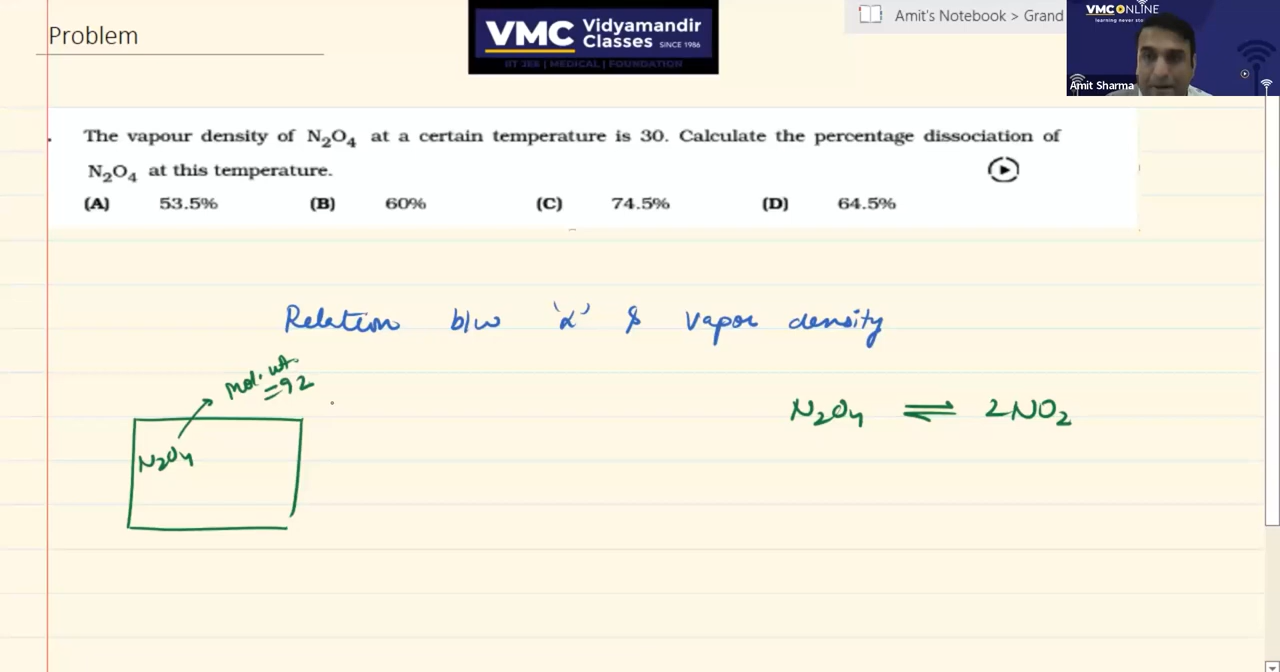 Problem
VMC Vidyamandir Classes SINCE 1986
IIT JEE | MEDICAL | FOUNDATION
Amit's Notebook > Grand
VMC ONLINE
Amit Sharma
. The vapour density of N₂O₄ at a certain temperature is 30. Calculate the percentage dissociation of
N₂O₄ at this temperature.
(A) 53.5% (B) 60% (C) 74.5% (D) 64.5%
Relation b/w 'α' & vapor density
mol. wt.
=92
N₂O₄ ⇌ 2NO₂
N₂O₄